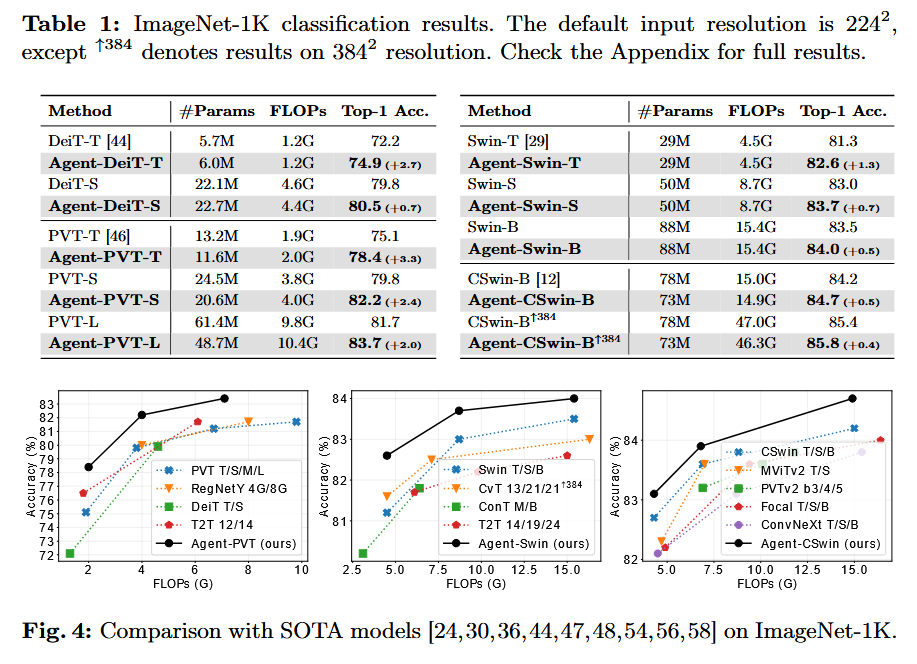 Table 1: ImageNet-1K classification results. The default input resolution is 224²,
except ↑384 denotes results on 384² resolution. Check the Appendix for full results.
Method #Params FLOPs Top-1 Acc.
DeiT-T [44] 5.7M 1.2G 72.2
Agent-DeiT-T 6.0M 1.2G 74.9 (+2.7)
DeiT-S 22.1M 4.6G 79.8
Agent-DeiT-S 22.7M 4.4G 80.5 (+0.7)
PVT-T [46] 13.2M 1.9G 75.1
Agent-PVT-T 11.6M 2.0G 78.4 (+3.3)
PVT-S 24.5M 3.8G 79.8
Agent-PVT-S 20.6M 4.0G 82.2 (+2.4)
PVT-L 61.4M 9.8G 81.7
Agent-PVT-L 48.7M 10.4G 83.7 (+2.0)
Method #Params FLOPs Top-1 Acc.
Swin-T [29] 29M 4.5G 81.3
Agent-Swin-T 29M 4.5G 82.6 (+1.3)
Swin-S 50M 8.7G 83.0
Agent-Swin-S 50M 8.7G 83.7 (+0.7)
Swin-B 88M 15.4G 83.5
Agent-Swin-B 88M 15.4G 84.0 (+0.5)
CSwin-B [12] 78M 15.0G 84.2
Agent-CSwin-B 73M 14.9G 84.7 (+0.5)
CSwin-B↑384 78M 47.0G 85.4
Agent-CSwin-B↑384 73M 46.3G 85.8 (+0.4)
Accuracy (%)
83
82
81
80
79
78
77
76
75
74
73
72
PVT T/S/M/L
RegNetY 4G/8G
DeiT T/S
T2T 12/14
Agent-PVT (ours)
2 4 6 8 10
FLOPs (G)
Accuracy (%)
84
83
82
81
Swin T/S/B
CvT 13/21/21↑384
ConT M/B
T2T 14/19/24
Agent-Swin (ours)
2.5 5.0 7.5 10.0 12.5 15.0
FLOPs (G)
Accuracy (%)
84
83
82
CSwin T/S/B
MViTv2 T/S
PVTv2 b3/4/5
Focal T/S/B
ConvNeXt T/S/B
Agent-CSwin (ours)
5.0 7.5 10.0 12.5 15.0
FLOPs (G)
Fig. 4: Comparison with SOTA models [24,30,36,44,47,48,54,56,58] on ImageNet-1K.